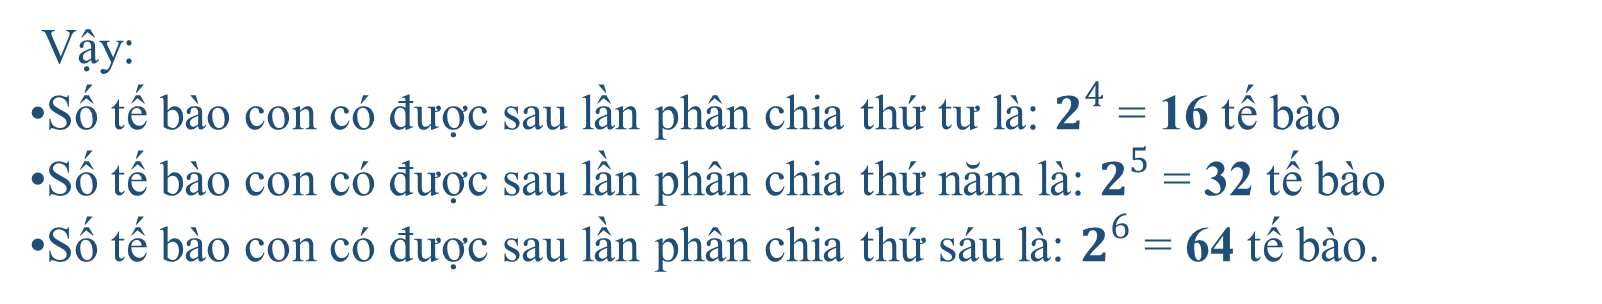 Vậy:
•Số tế bào con có được sau lần phân chia thứ tư là: 2⁴ = 16 tế bào
•Số tế bào con có được sau lần phân chia thứ năm là: 2⁵ = 32 tế bào
•Số tế bào con có được sau lần phân chia thứ sáu là: 2⁶ = 64 tế bào.